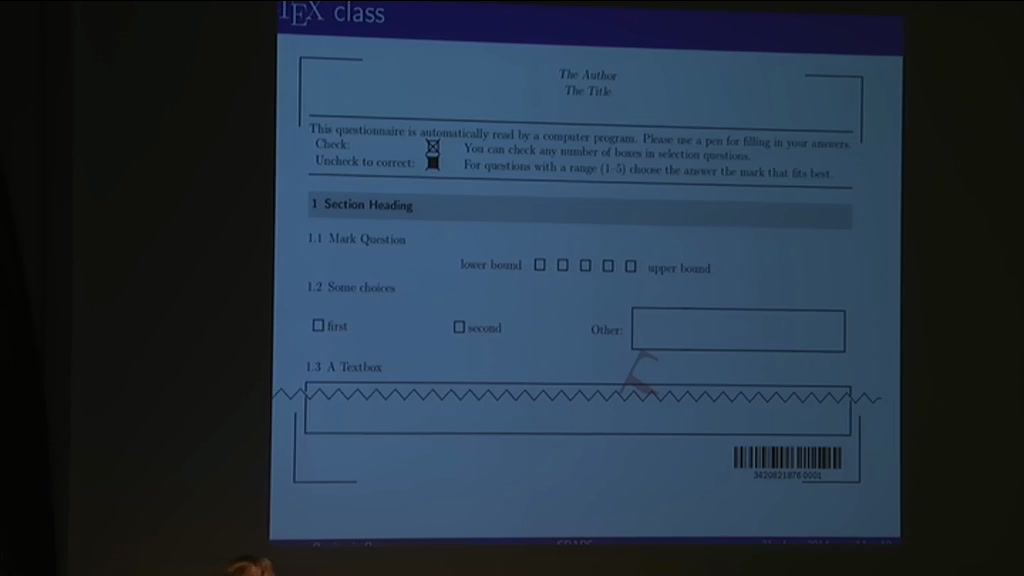 TEX class
The Author
The Title
This questionnaire is automatically read by a computer program. Please use a pen for filling in your answers.
Check:
You can check any number of boxes in selection questions.
Uncheck to correct:
For questions with a range (1–5) choose the answer the mark that fits best.
1 Section Heading
1.1 Mark Question
lower bound
upper bound
1.2 Some choices
first
second
Other:
1.3 A Textbox
3420821876 0001